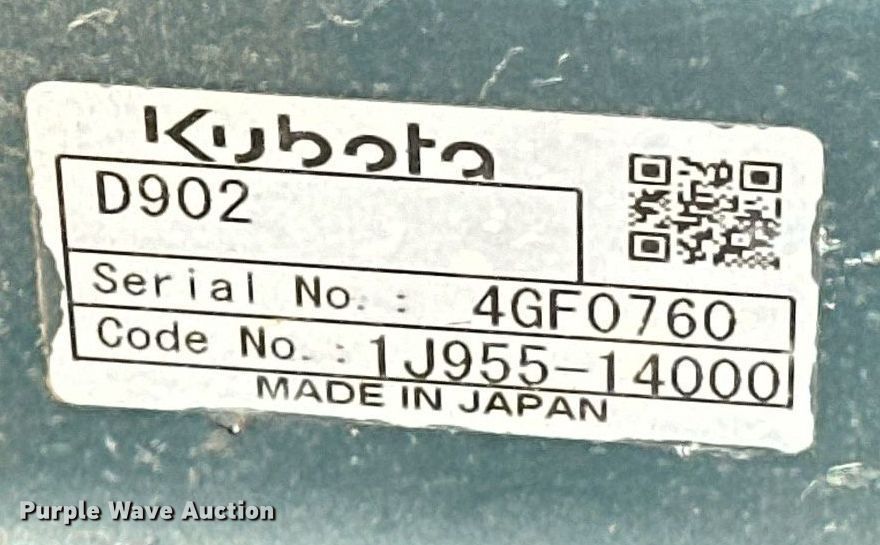 Kubota
D902
Serial No. : 4GF0760
Code No. : 1J955-14000
MADE IN JAPAN
Purple Wave Auction